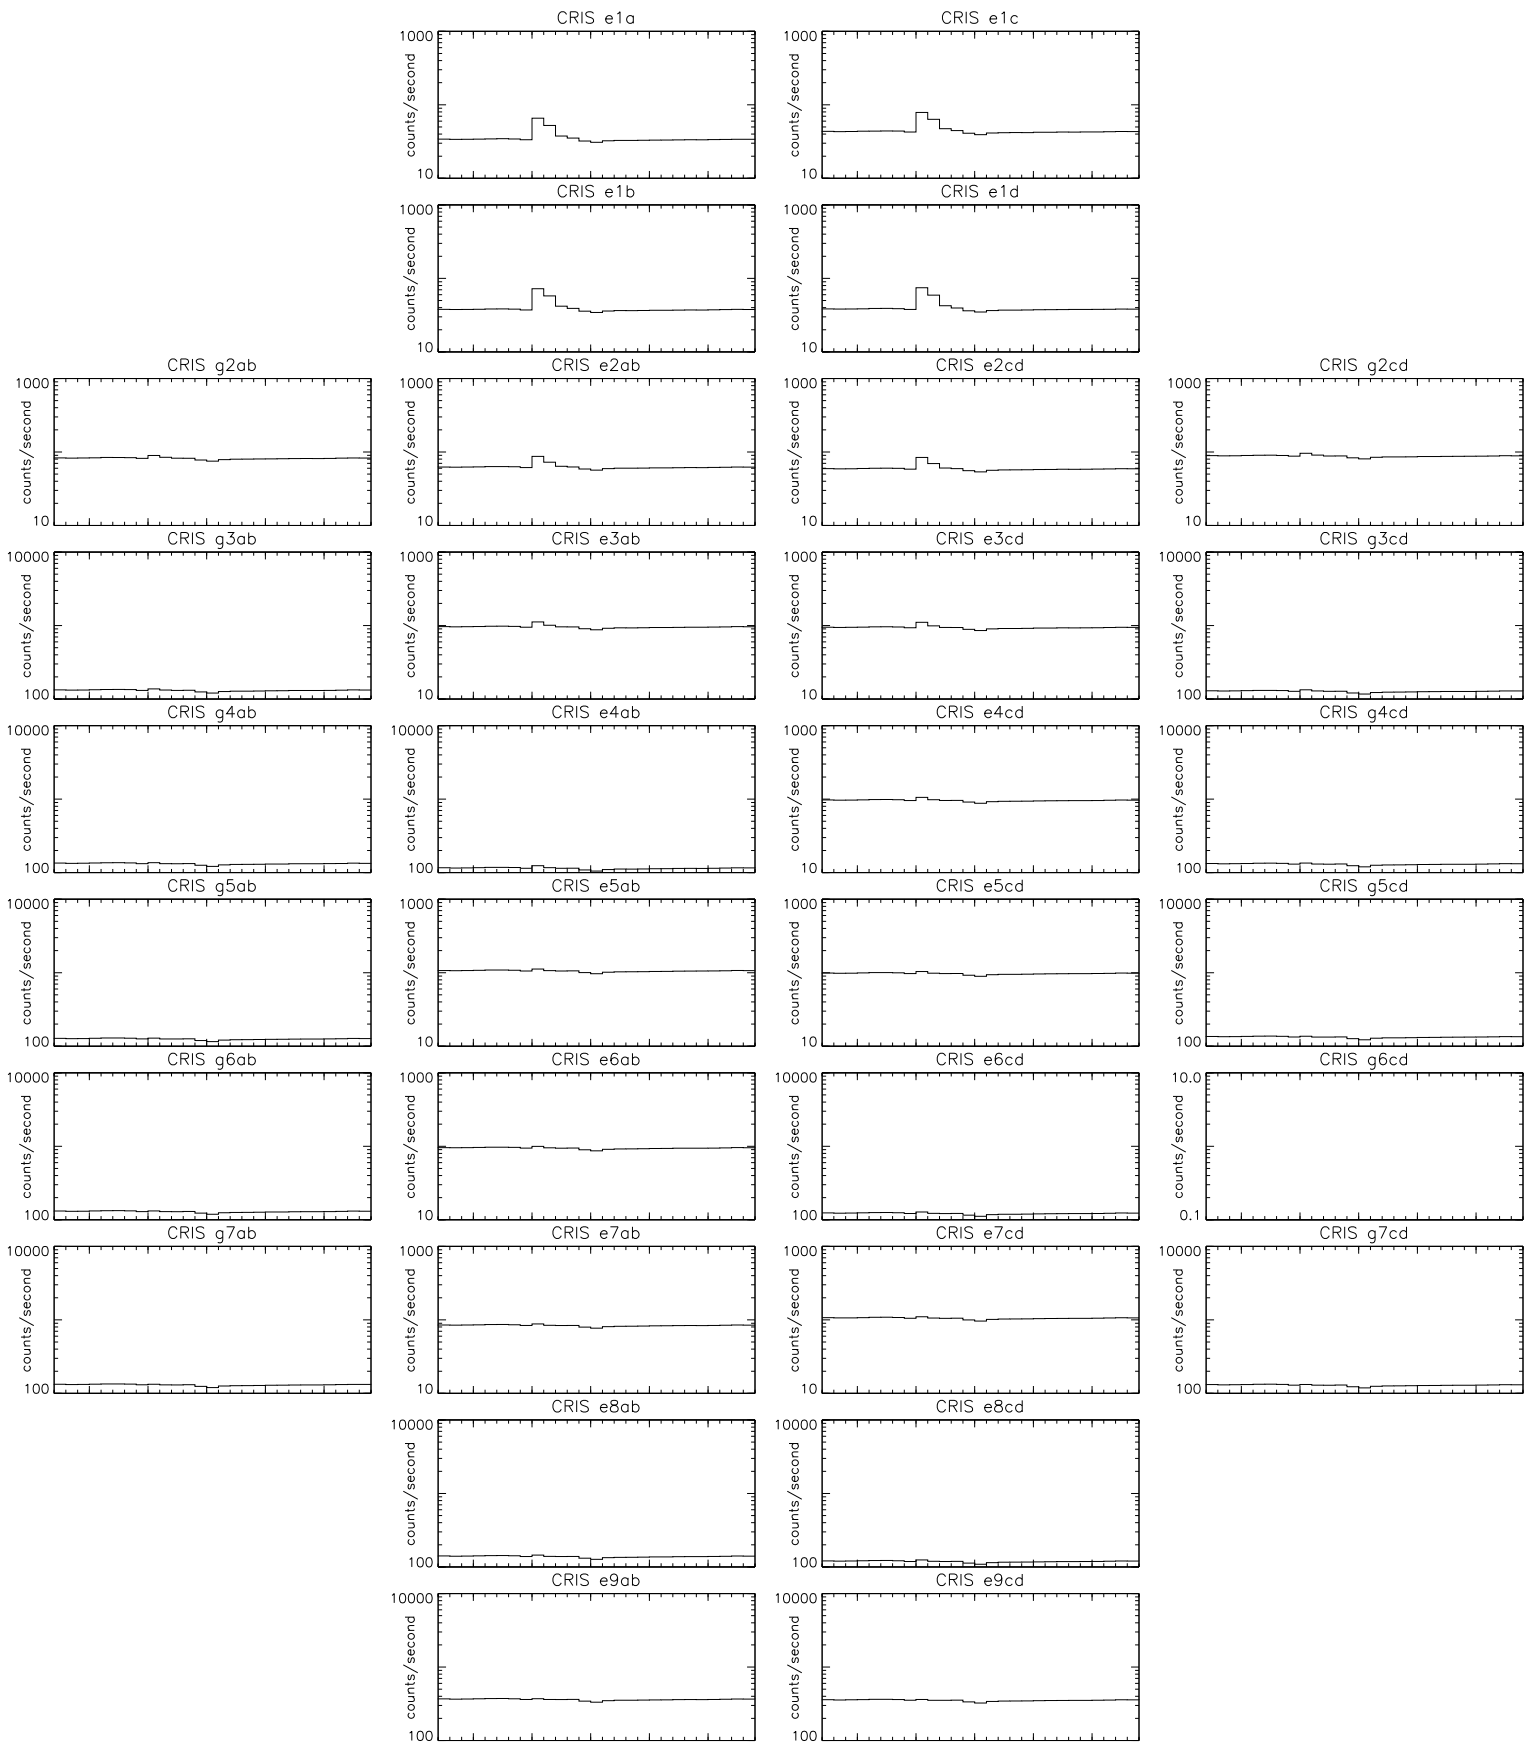 CRIS e1a
1000
counts/second
10
CRIS e1c
1000
counts/second
10
CRIS e1b
1000
counts/second
10
CRIS e1d
1000
counts/second
10
CRIS g2ab
1000
counts/second
10
CRIS e2ab
1000
counts/second
10
CRIS e2cd
1000
counts/second
10
CRIS g2cd
1000
counts/second
10
CRIS g3ab
10000
counts/second
100
CRIS e3ab
1000
counts/second
10
CRIS e3cd
1000
counts/second
10
CRIS g3cd
10000
counts/second
100
CRIS g4ab
10000
counts/second
100
CRIS e4ab
10000
counts/second
100
CRIS e4cd
1000
counts/second
10
CRIS g4cd
10000
counts/second
100
CRIS g5ab
10000
counts/second
100
CRIS e5ab
1000
counts/second
10
CRIS e5cd
1000
counts/second
10
CRIS g5cd
10000
counts/second
100
CRIS g6ab
10000
counts/second
100
CRIS e6ab
1000
counts/second
10
CRIS e6cd
10000
counts/second
100
CRIS g6cd
10.0
counts/second
0.1
CRIS g7ab
10000
counts/second
100
CRIS e7ab
1000
counts/second
10
CRIS e7cd
1000
counts/second
10
CRIS g7cd
10000
counts/second
100
CRIS e8ab
10000
counts/second
100
CRIS e8cd
10000
counts/second
100
CRIS e9ab
10000
counts/second
100
CRIS e9cd
10000
counts/second
100